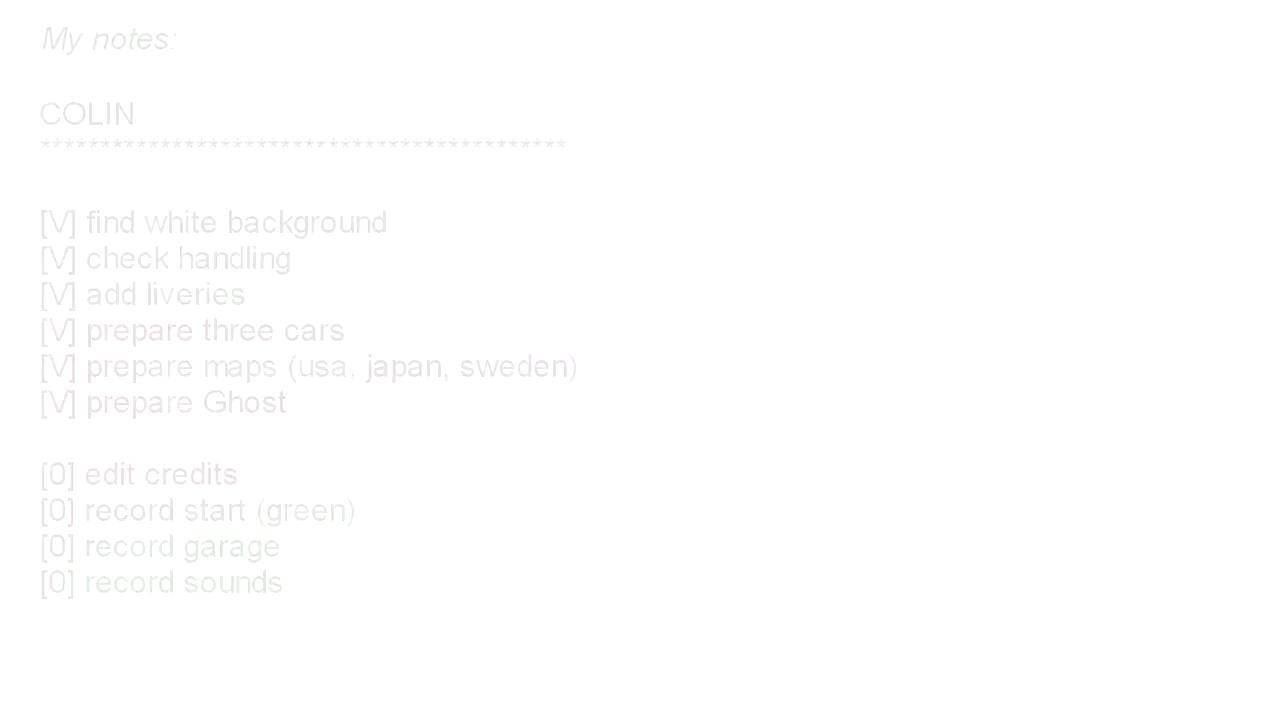 My notes:
COLIN
********************************************
[V] find white background
[V] check handling
[V] add liveries
[V] prepare three cars
[V] prepare maps (usa, japan, sweden)
[V] prepare Ghost
[0] edit credits
[0] record start (green)
[0] record garage
[0] record sounds